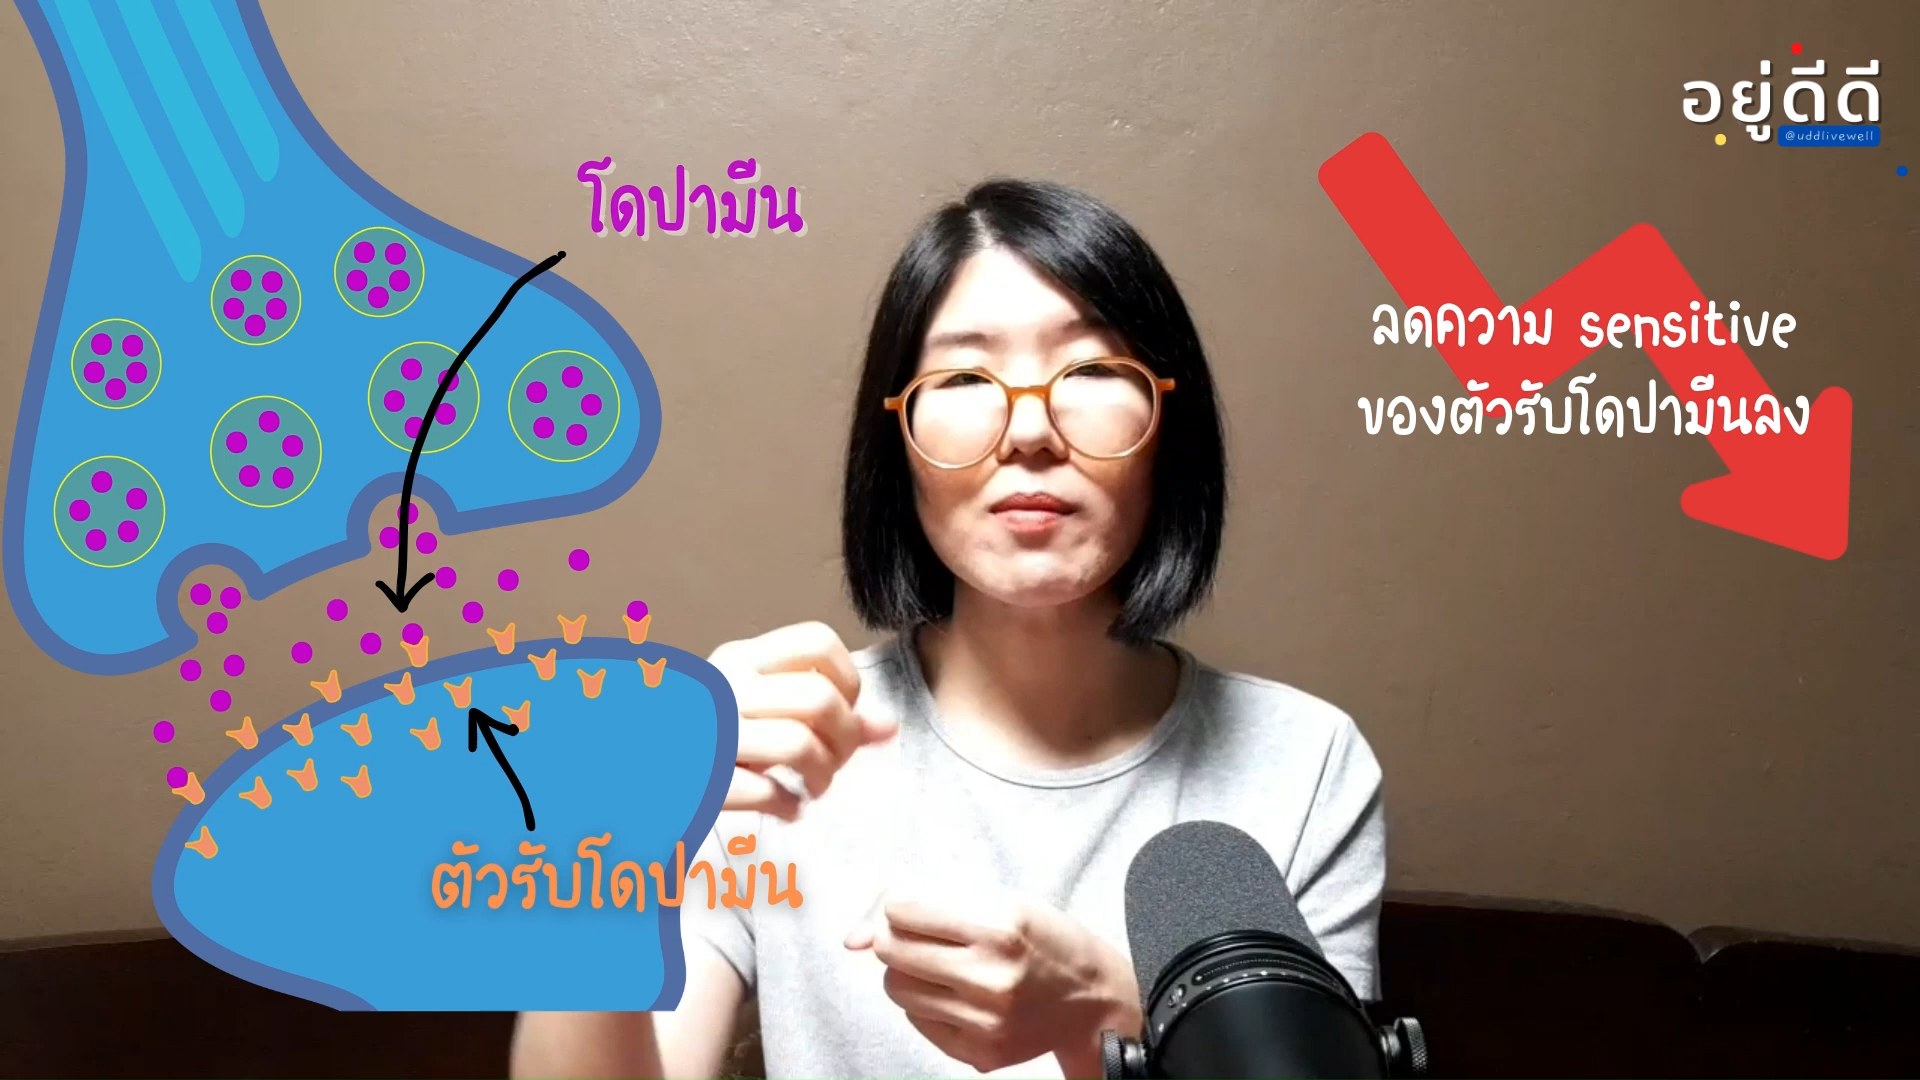 อยู่ดีดี
@uddlivewell
โดปามีน
ลดความ sensitive
ของตัวรับโดปามีนลง
ตัวรับโดปามีน